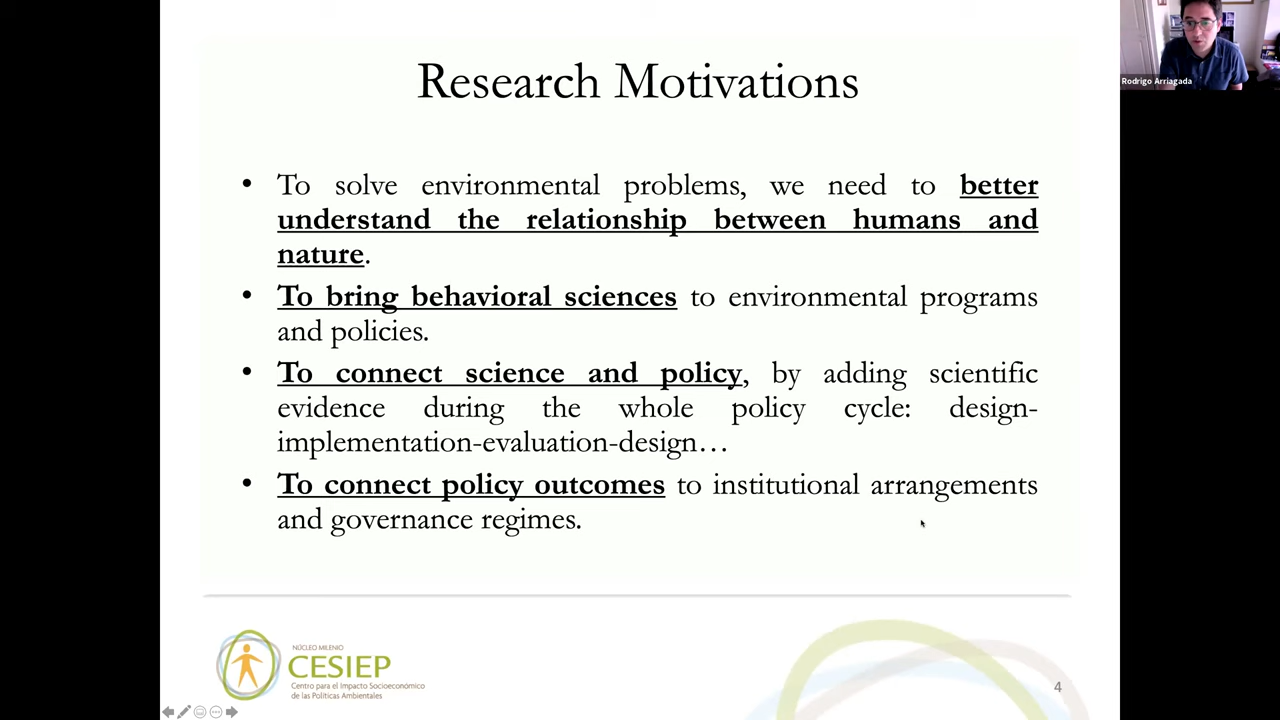 Research Motivations
• To solve environmental problems, we need to better
understand the relationship between humans and
nature.
• To bring behavioral sciences to environmental programs
and policies.
• To connect science and policy, by adding scientific
evidence during the whole policy cycle: design-
implementation-evaluation-design…
• To connect policy outcomes to institutional arrangements
and governance regimes.
NÚCLEO MILENIO
CESIEP
Centro para el Impacto Socioeconómico
de las Políticas Ambientales
4
Rodrigo Arriagada